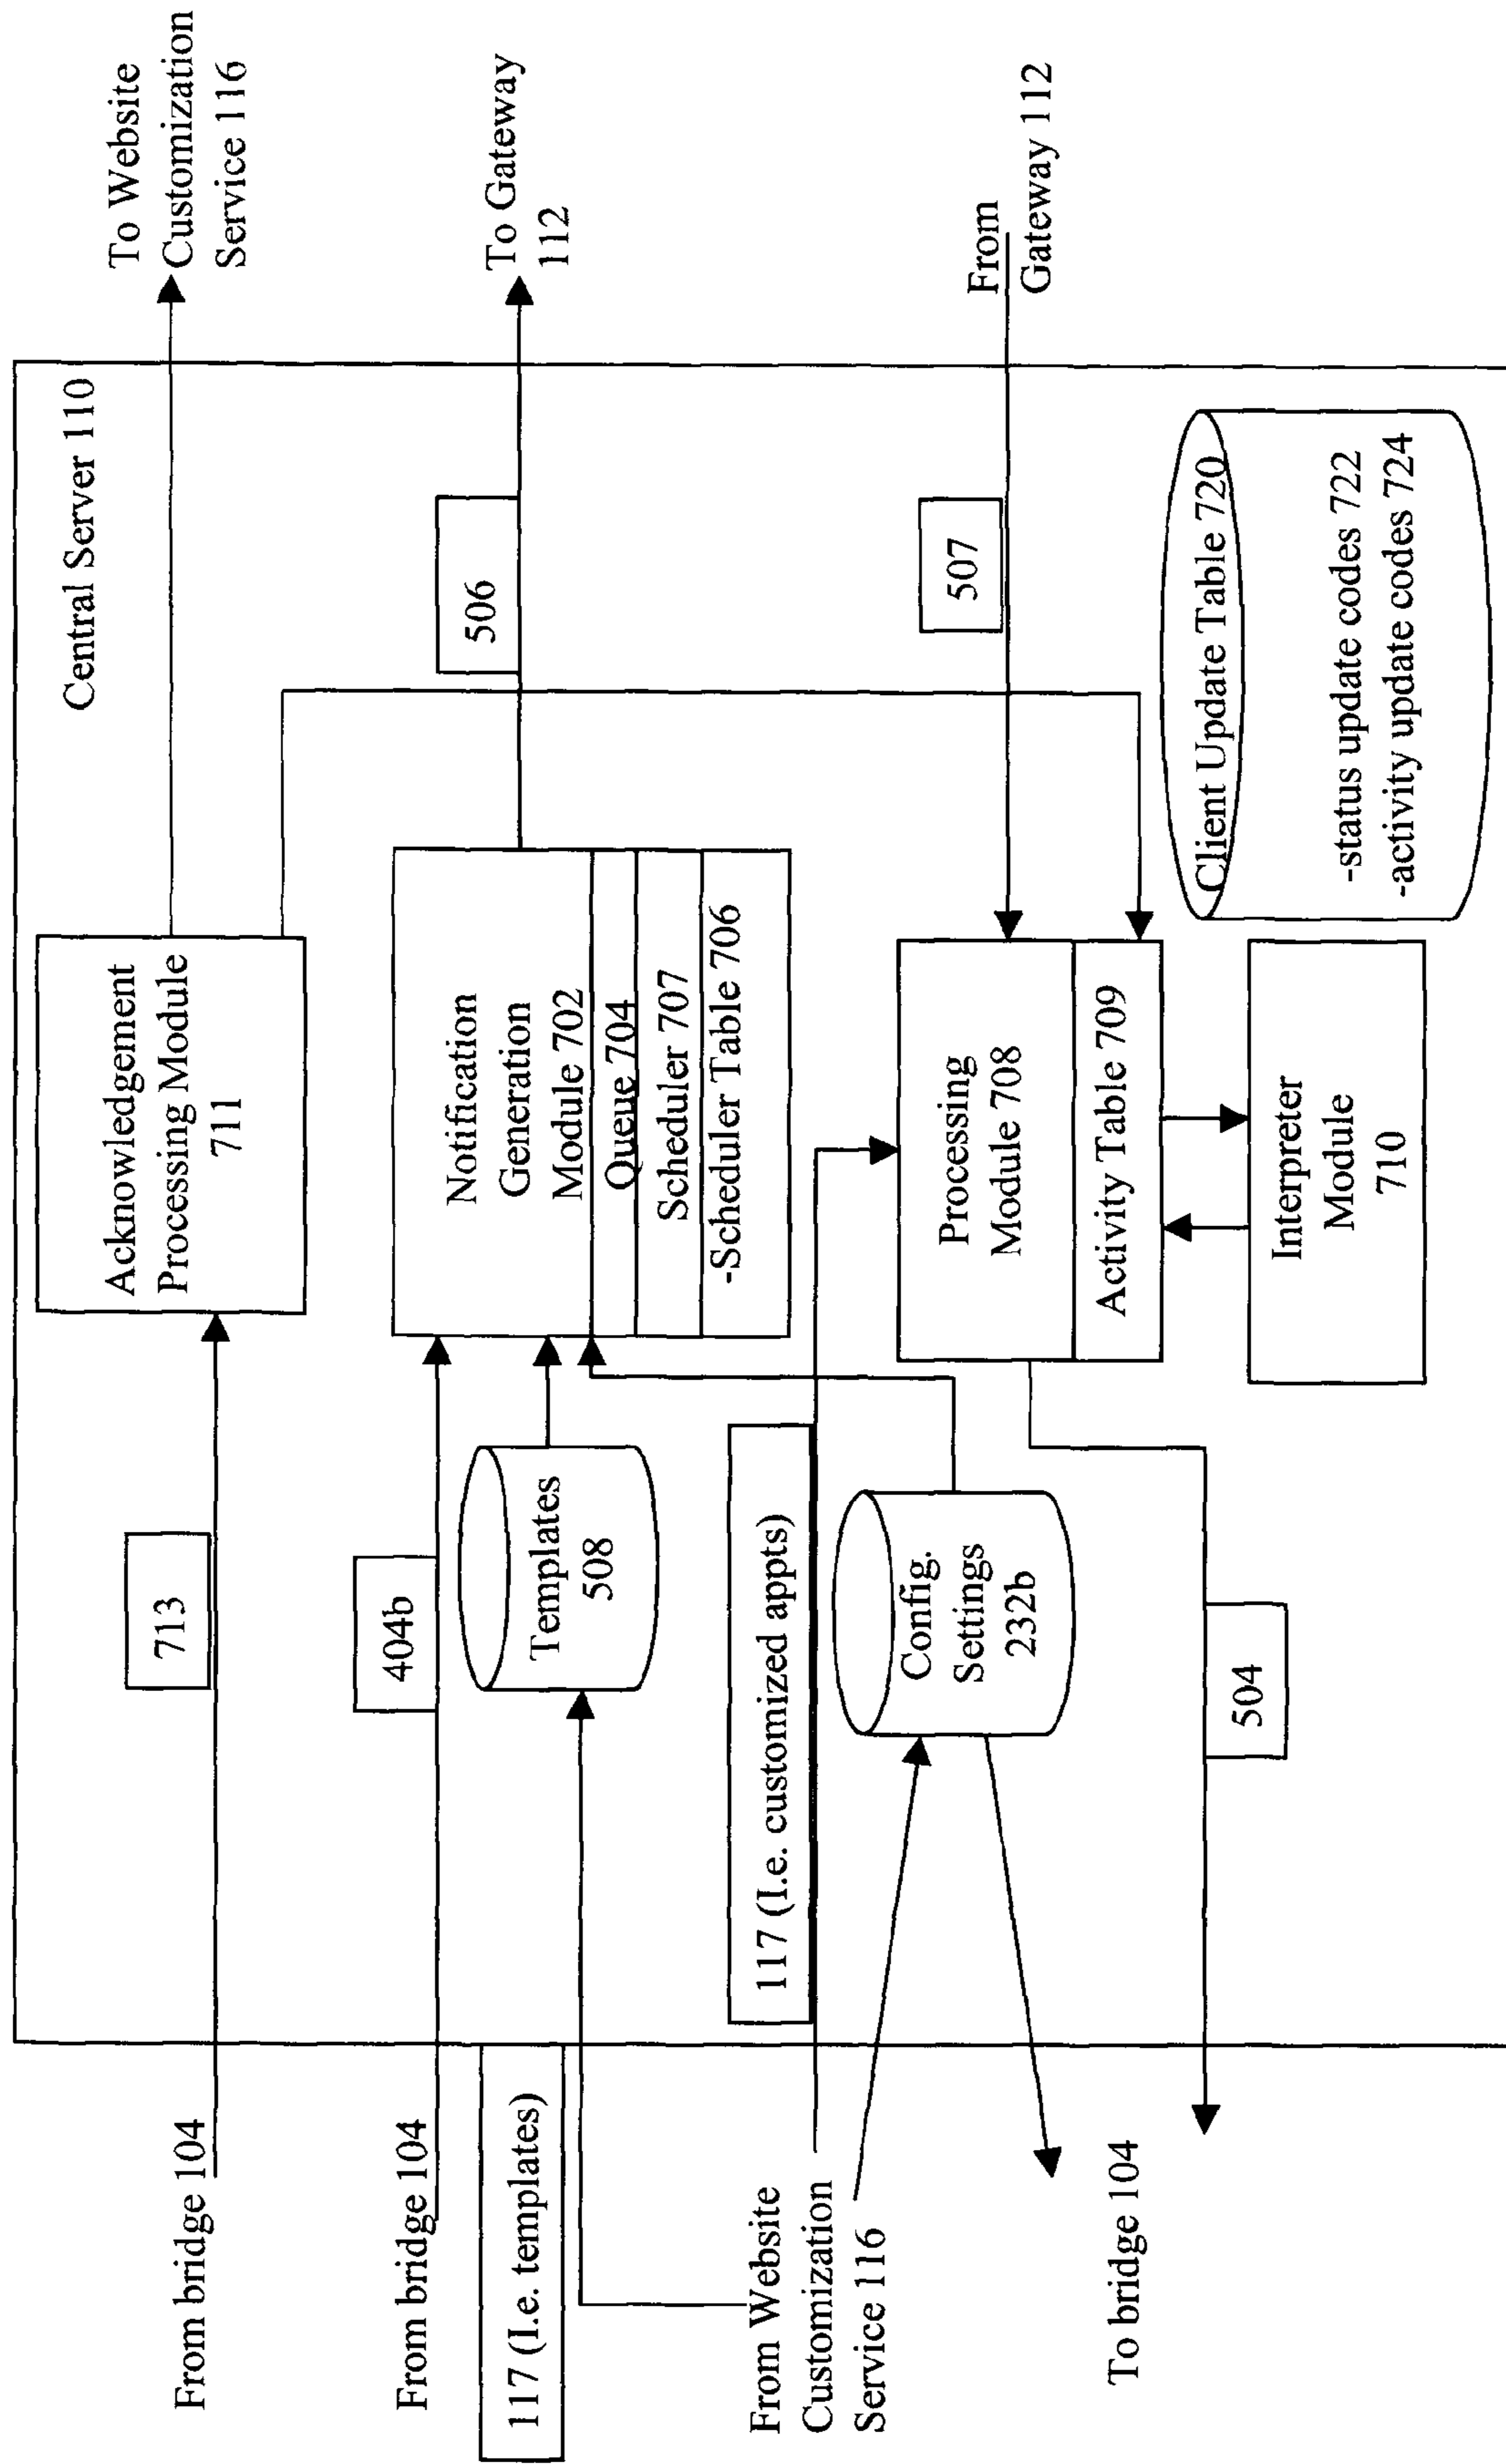 Central Server 110
From bridge 104
713
Acknowledgement
Processing Module
711
To Website
Customization
Service 116
From bridge 104
404b
117 (I.e. templates)
Templates
508
Notification
Generation
Module 702
Queue 704
Scheduler 707
-Scheduler Table 706
506
To Gateway
112
From Website
Customization
Service 116
117 (I.e. customized appts)
Config.
Settings
232b
Processing
Module 708
Activity Table 709
507
From
Gateway 112
To bridge 104
504
Interpreter
Module
710
Client Update Table 720
-status update codes 722
-activity update codes 724